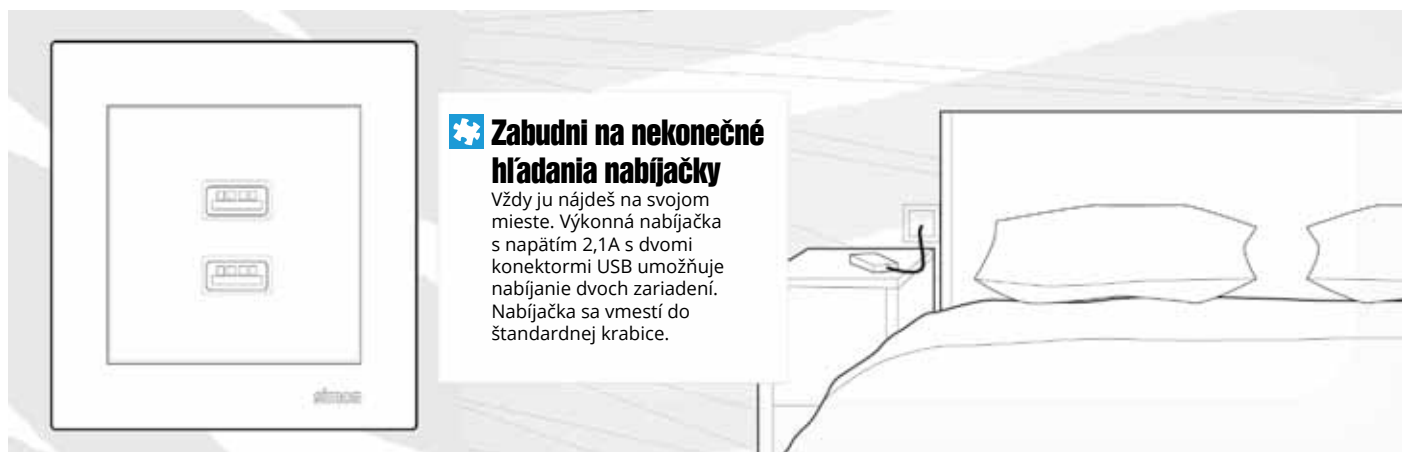 Zabudni na nekonečné
hľadania nabíjačky
Vždy ju nájdeš na svojom
mieste. Výkonná nabíjačka
s napätím 2,1A s dvomi
konektormi USB umožňuje
nabíjanie dvoch zariadení.
Nabíjačka sa vmestí do
štandardnej krabice.